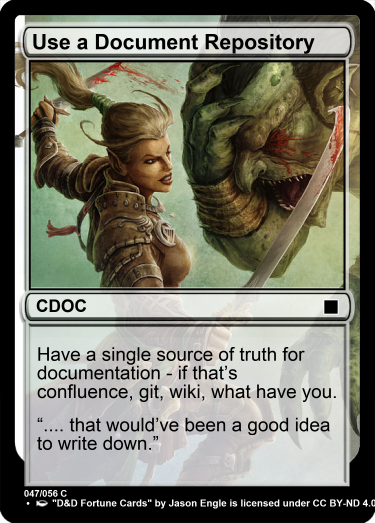 Use a Document Repository
CDOC
Have a single source of truth for
documentation - if that's
confluence, git, wiki, what have you.
“.... that would've been a good idea
to write down.”
047/056 C
• "D&D Fortune Cards" by Jason Engle is licensed under CC BY-ND 4.0